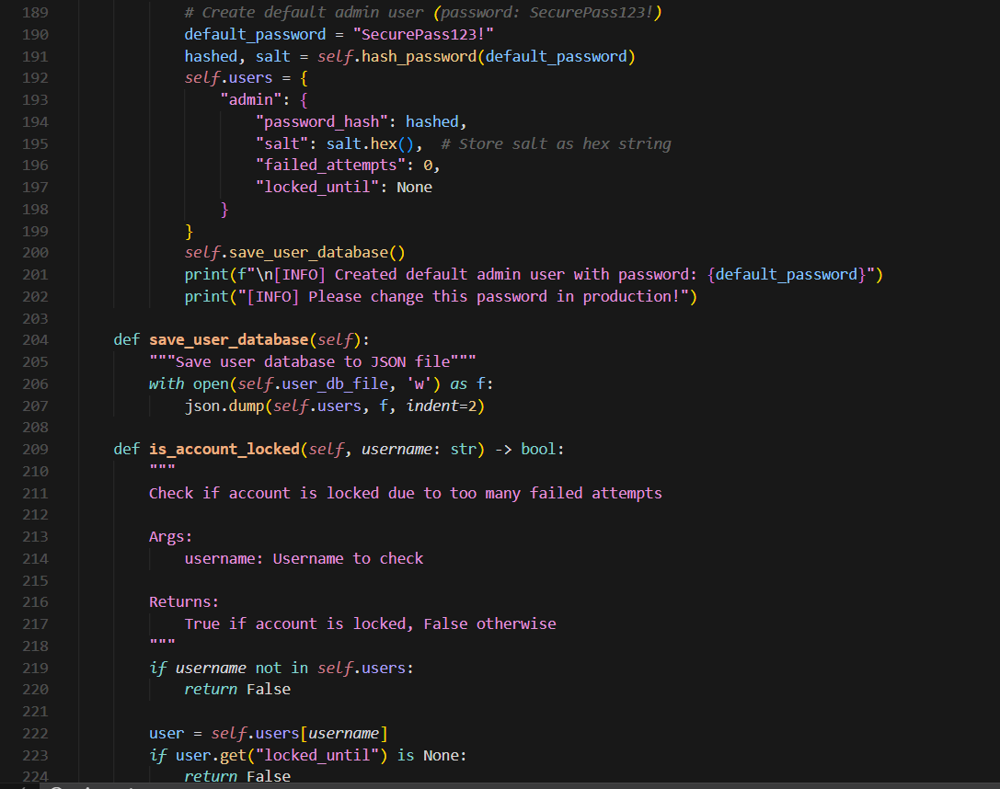 189 # Create default admin user (password: SecurePass123!)
190 default_password = "SecurePass123!"
191 hashed, salt = self.hash_password(default_password)
192 self.users = {
193 "admin": {
194 "password_hash": hashed,
195 "salt": salt.hex(),  # Store salt as hex string
196 "failed_attempts": 0,
197 "locked_until": None
198 }
199 }
200 self.save_user_database()
201 print(f"\n[INFO] Created default admin user with password: {default_password}")
202 print("[INFO] Please change this password in production!")
203
204 def save_user_database(self):
205 """Save user database to JSON file"""
206 with open(self.user_db_file, 'w') as f:
207 json.dump(self.users, f, indent=2)
208
209 def is_account_locked(self, username: str) -> bool:
210 """
211 Check if account is locked due to too many failed attempts
212
213 Args:
214 username: Username to check
215
216 Returns:
217 True if account is locked, False otherwise
218 """
219 if username not in self.users:
220 return False
221
222 user = self.users[username]
223 if user.get("locked_until") is None:
224 return False